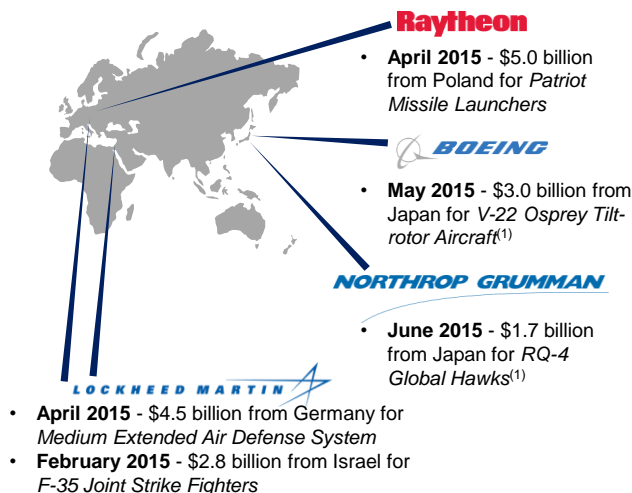 Raytheon
• April 2015 - $5.0 billion
from Poland for Patriot
Missile Launchers
BOEING
• May 2015 - $3.0 billion from
Japan for V-22 Osprey Tilt-
rotor Aircraft(1)
NORTHROP GRUMMAN
• June 2015 - $1.7 billion
from Japan for RQ-4
Global Hawks(1)
LOCKHEED MARTIN
• April 2015 - $4.5 billion from Germany for
Medium Extended Air Defense System
• February 2015 - $2.8 billion from Israel for
F-35 Joint Strike Fighters